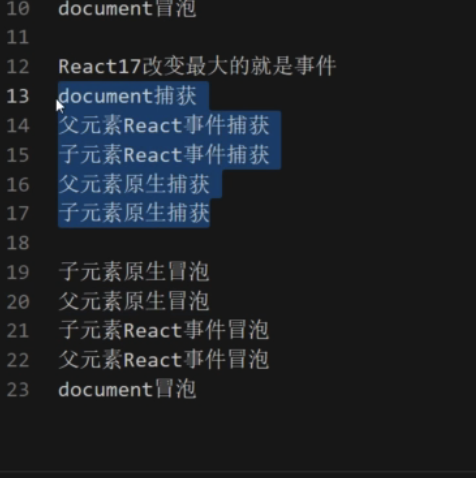 10 document冒泡
11
12 React17改变最大的就是事件
13 document捕获
14 父元素React事件捕获
15 子元素React事件捕获
16 父元素原生捕获
17 子元素原生捕获
18
19 子元素原生冒泡
20 父元素原生冒泡
21 子元素React事件冒泡
22 父元素React事件冒泡
23 document冒泡